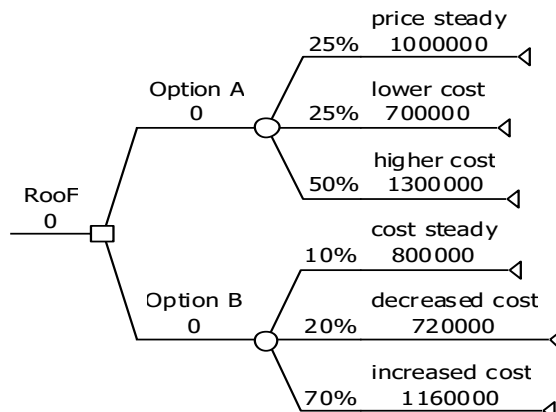 price steady
25% 1000000
Option A
0
lower cost
25% 700000
higher cost
50% 1300000
RooF
0
cost steady
10% 800000
Option B
0
decreased cost
20% 720000
increased cost
70% 1160000